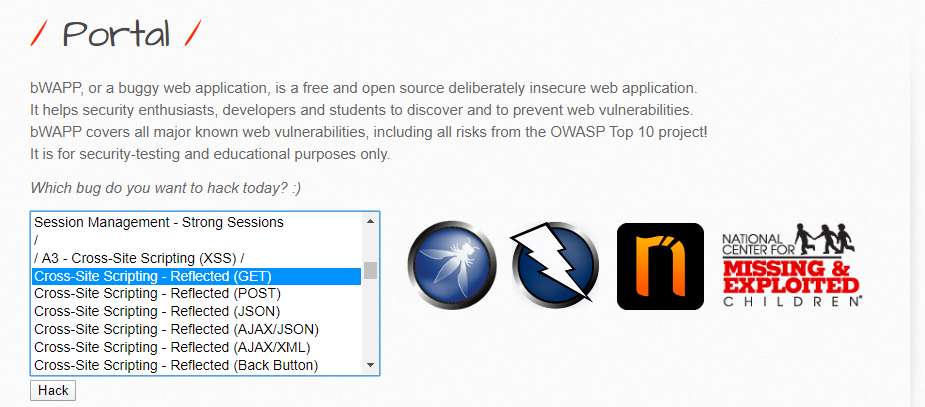 / Portal /
bWAPP, or a buggy web application, is a free and open source deliberately insecure web application.
It helps security enthusiasts, developers and students to discover and to prevent web vulnerabilities.
bWAPP covers all major known web vulnerabilities, including all risks from the OWASP Top 10 project!
It is for security-testing and educational purposes only.
Which bug do you want to hack today? :)
Session Management - Strong Sessions
/
/ A3 - Cross-Site Scripting (XSS) /
Cross-Site Scripting - Reflected (GET)
Cross-Site Scripting - Reflected (POST)
Cross-Site Scripting - Reflected (JSON)
Cross-Site Scripting - Reflected (AJAX/JSON)
Cross-Site Scripting - Reflected (AJAX/XML)
Cross-Site Scripting - Reflected (Back Button)
NATIONAL
CENTER FOR
MISSING &
EXPLOITED
CHILDREN®
Hack